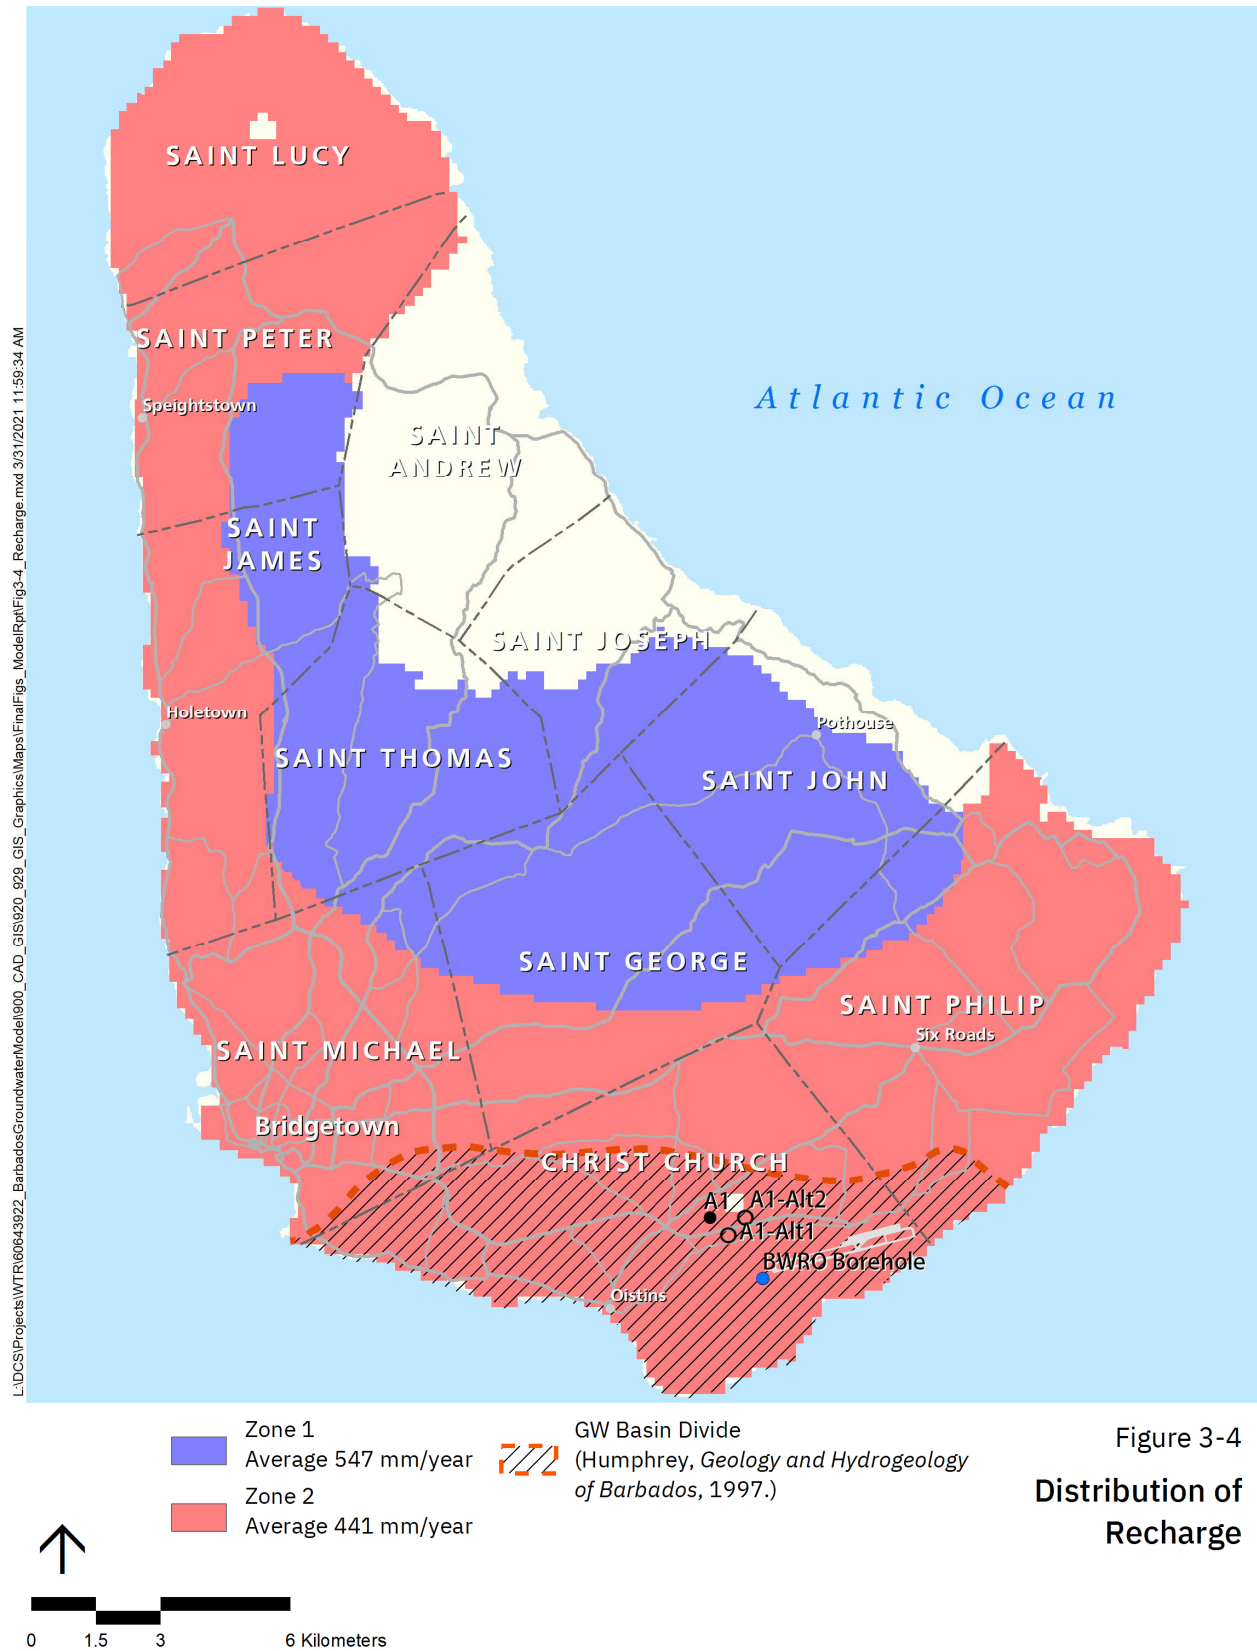 SAINT LUCY
SAINT PETER
Speightstown
Atlantic Ocean
SAINT
ANDREW
SAINT
JAMES
SAINT JOSEPH
Holetown
Pothouse
SAINT THOMAS
SAINT JOHN
SAINT GEORGE
SAINT PHILIP
Six Roads
SAINT MICHAEL
Bridgetown
CHRIST CHURCH
A1
A1-Alt2
A1-Alt1
BWRO Borehole
Oistins
L:\DCS\Projects\WTR\60643922_BarbadosGroundwaterModel\900_CAD_GIS\920_929_GIS_Graphics\Maps\FinalFigs_ModelRpt\Fig3-4_Recharge.mxd 3/31/2021 11:59:34 AM
Zone 1
Average 547 mm/year
Zone 2
Average 441 mm/year
GW Basin Divide
(Humphrey, Geology and Hydrogeology
of Barbados, 1997.)
Figure 3-4
Distribution of
Recharge
0 1.5 3 6 Kilometers